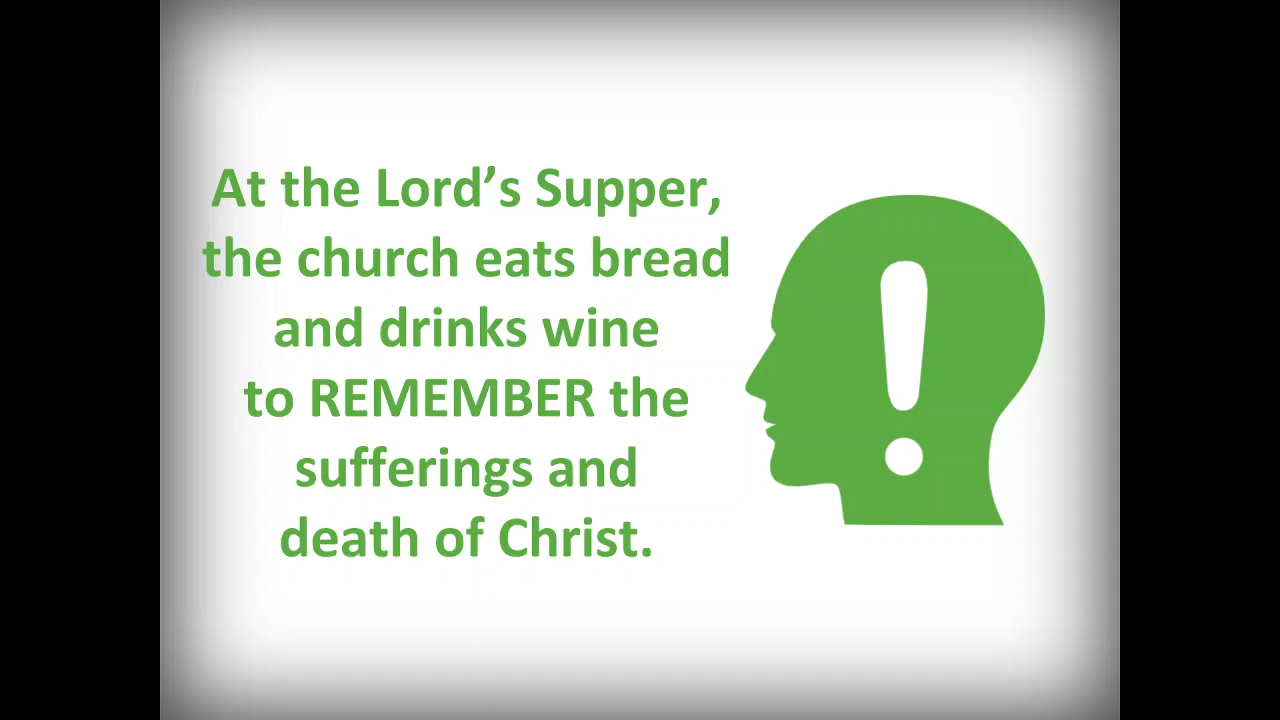 At the Lord’s Supper,
the church eats bread
and drinks wine
to REMEMBER the
sufferings and
death of Christ.